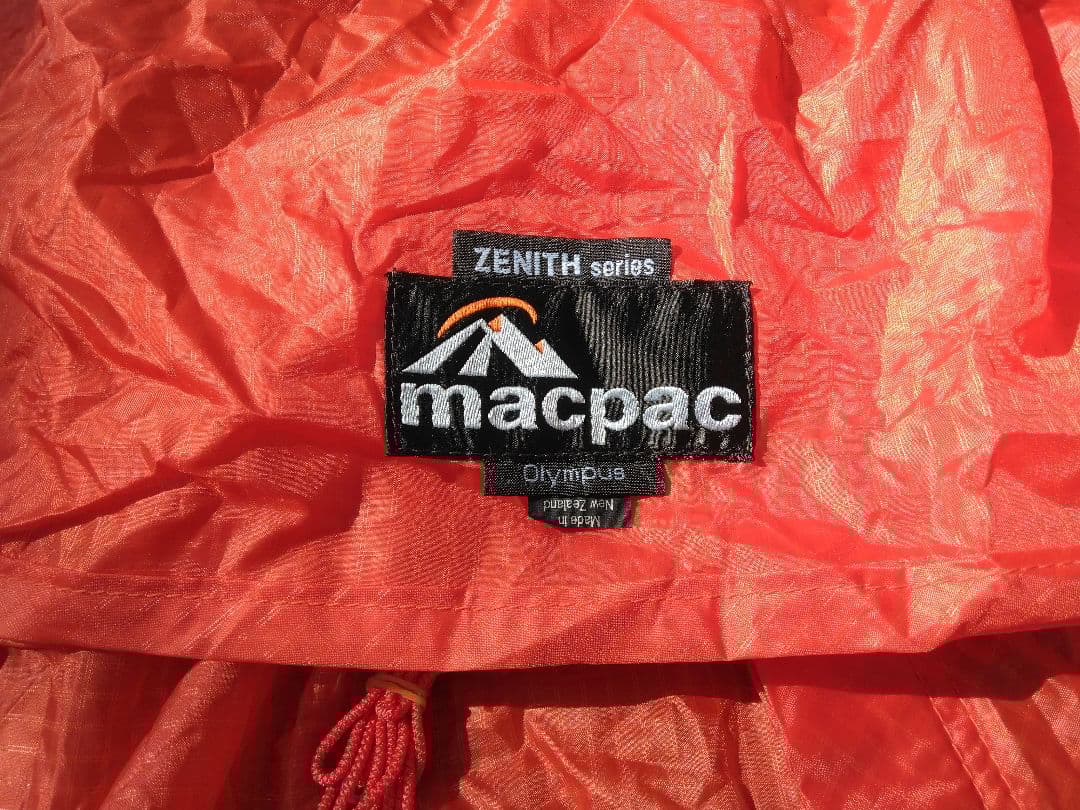 ZENITH series
macpac
Olympus
Made in
New Zealand